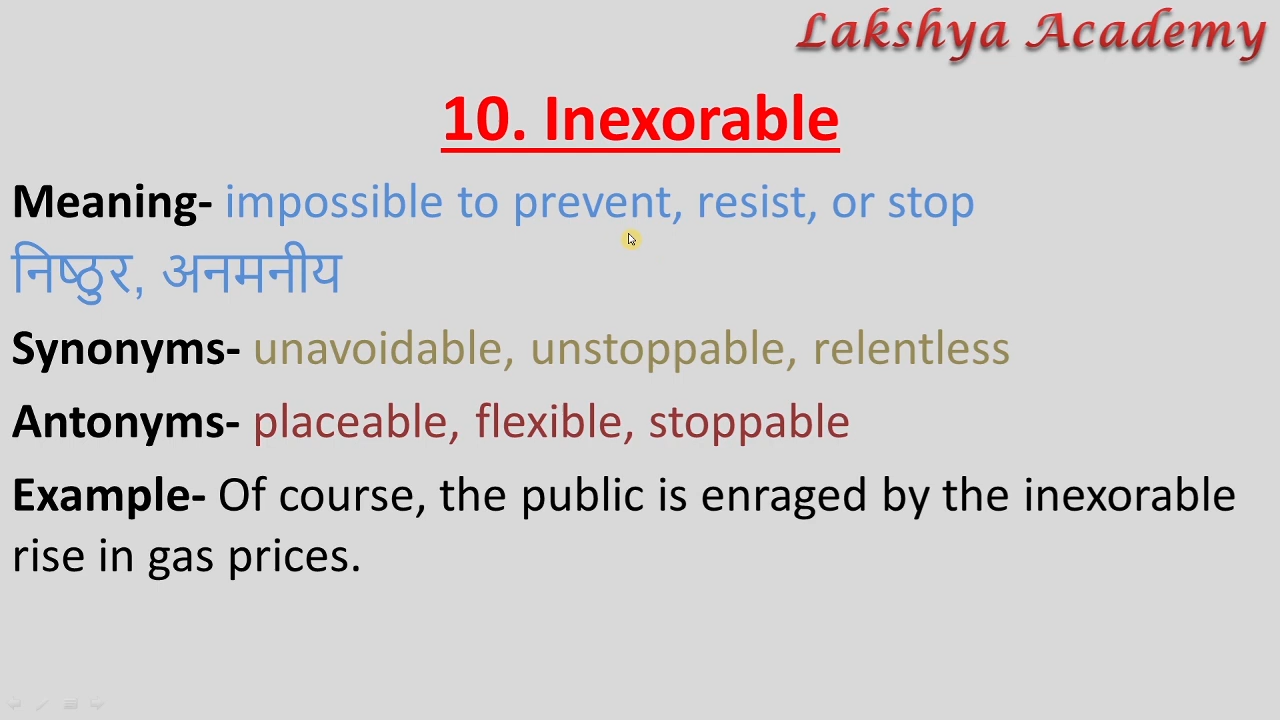 Lakshya Academy
10. Inexorable
Meaning- impossible to prevent, resist, or stop
निष्ठुर, अनमनीय
Synonyms- unavoidable, unstoppable, relentless
Antonyms- placeable, flexible, stoppable
Example- Of course, the public is enraged by the inexorable
rise in gas prices.